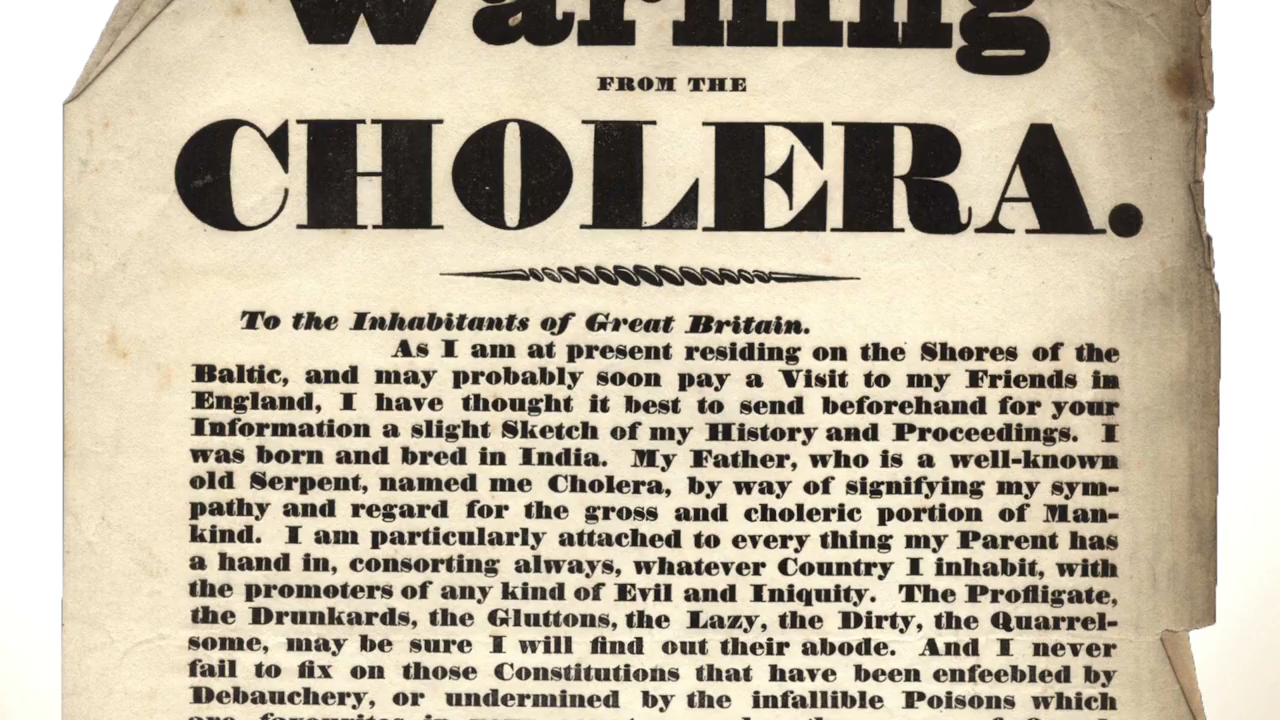 Warning
FROM THE
CHOLERA.
To the Inhabitants of Great Britain.
As I am at present residing on the Shores of the
Baltic, and may probably soon pay a Visit to my Friends in
England, I have thought it best to send beforehand for your
Information a slight Sketch of my History and Proceedings. I
was born and bred in India. My Father, who is a well-known
old Serpent, named me Cholera, by way of signifying my sym-
pathy and regard for the gross and choleric portion of Man-
kind. I am particularly attached to every thing my Parent has
a hand in, consorting always, whatever Country I inhabit, with
the promoters of any kind of Evil and Iniquity. The Profligate,
the Drunkards, the Gluttons, the Lazy, the Dirty, the Quarrel-
some, may be sure I will find out their abode. And I never
fail to fix on those Constitutions that have been enfeebled by
Debauchery, or undermined by the infallible Poisons which
are favourites in